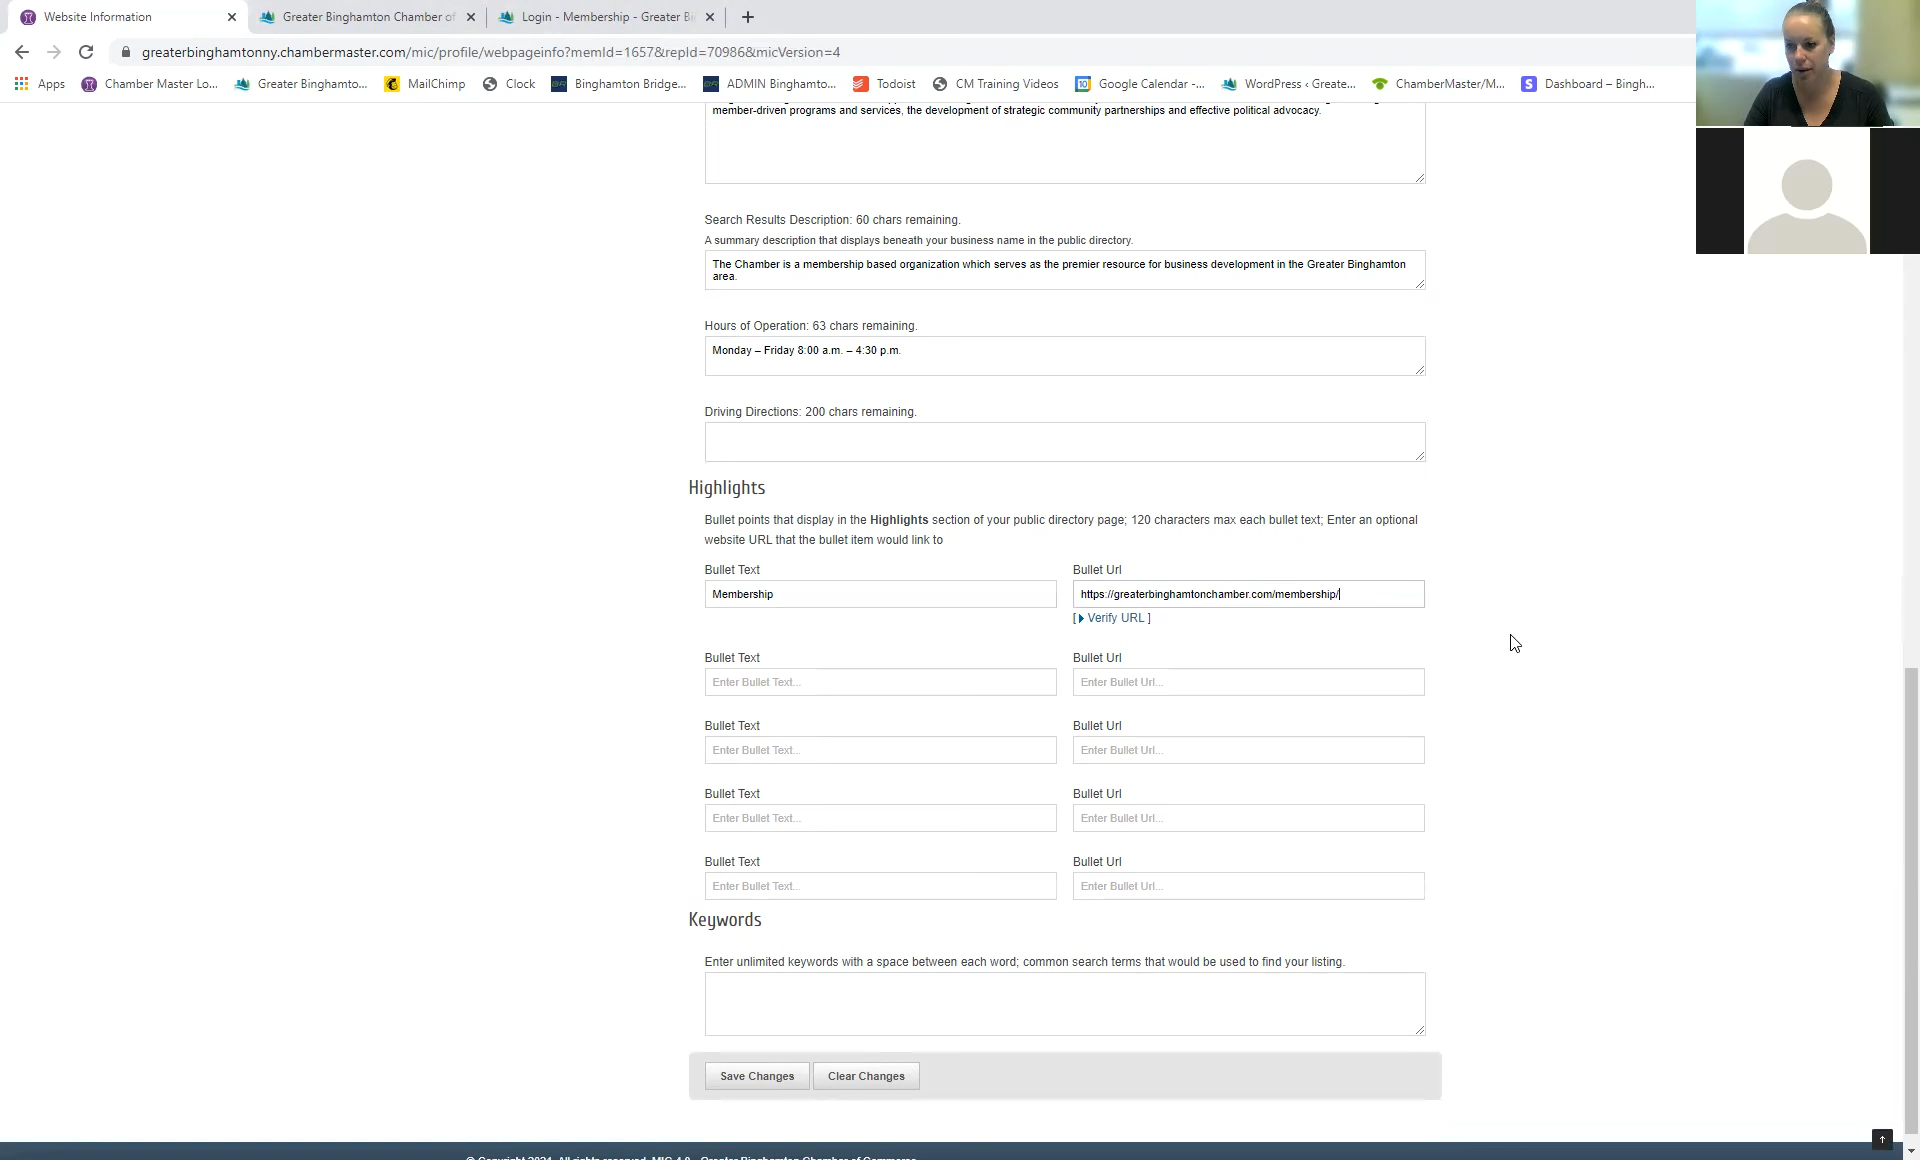 Website Information
Greater Binghamton Chamber of
Login - Membership - Greater Bi
greaterbinghamtonny.chambermaster.com/mic/profile/webpageinfo?memId=1657&repId=70986&micVersion=4
Apps
Chamber Master Lo...
Greater Binghamto...
MailChimp
Clock
Binghamton Bridge...
ADMIN Binghamto...
Todoist
CM Training Videos
Google Calendar -...
WordPress ‹ Greate...
ChamberMaster/M...
Dashboard – Bingh...
member-driven programs and services, the development of strategic community partnerships and effective political advocacy.
Search Results Description: 60 chars remaining.
A summary description that displays beneath your business name in the public directory.
The Chamber is a membership based organization which serves as the premier resource for business development in the Greater Binghamton
area.
Hours of Operation: 63 chars remaining.
Monday – Friday 8:00 a.m. – 4:30 p.m.
Driving Directions: 200 chars remaining.
Highlights
Bullet points that display in the Highlights section of your public directory page; 120 characters max each bullet text; Enter an optional
website URL that the bullet item would link to
Bullet Text
Bullet Url
Membership
https://greaterbinghamtonchamber.com/membership/
[ Verify URL ]
Bullet Text
Bullet Url
Enter Bullet Text...
Enter Bullet Url...
Bullet Text
Bullet Url
Enter Bullet Text...
Enter Bullet Url...
Bullet Text
Bullet Url
Enter Bullet Text...
Enter Bullet Url...
Bullet Text
Bullet Url
Enter Bullet Text...
Enter Bullet Url...
Keywords
Enter unlimited keywords with a space between each word; common search terms that would be used to find your listing.
Save Changes
Clear Changes